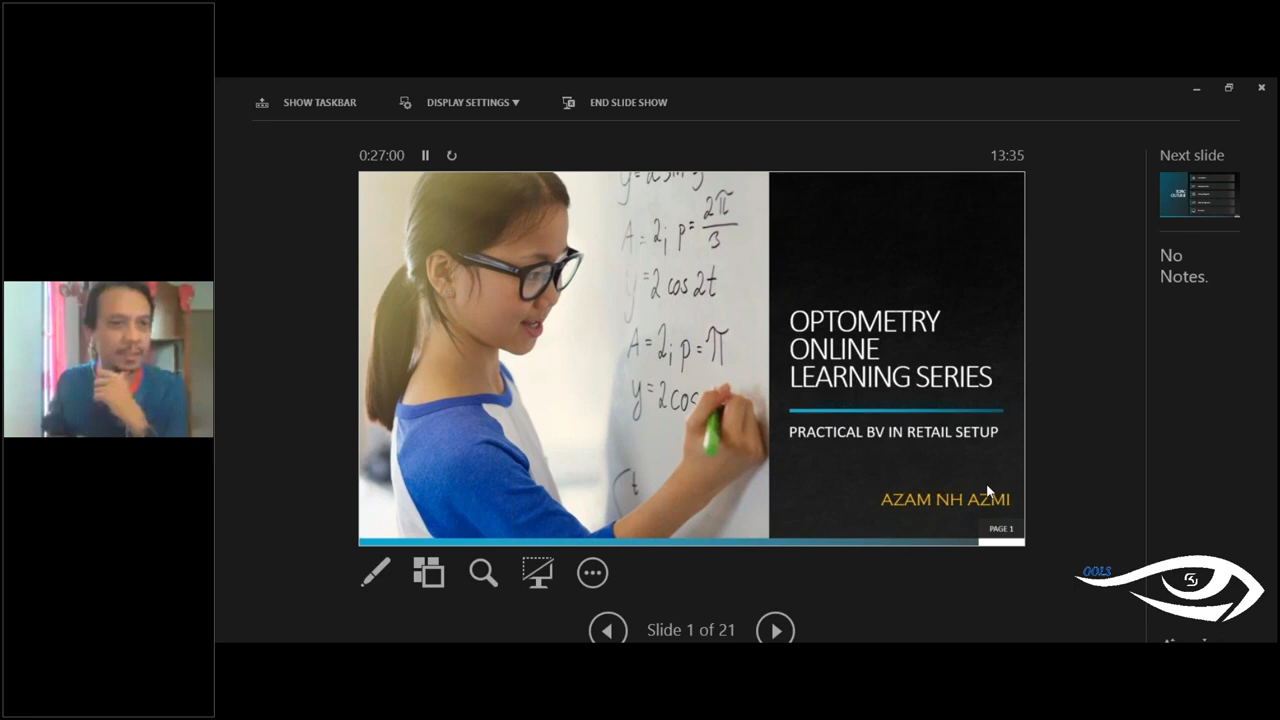 SHOW TASKBAR DISPLAY SETTINGS ▼ END SLIDE SHOW
0:27:00 13:35
Next slide
No
Notes.
A = 2; p = 2π/3
y = 2 cos 2t
A = 2; p = π
y = 2 cos
OPTOMETRY
ONLINE
LEARNING SERIES
PRACTICAL BV IN RETAIL SETUP
AZAM NH AZMI
PAGE 1
OOLS
Slide 1 of 21